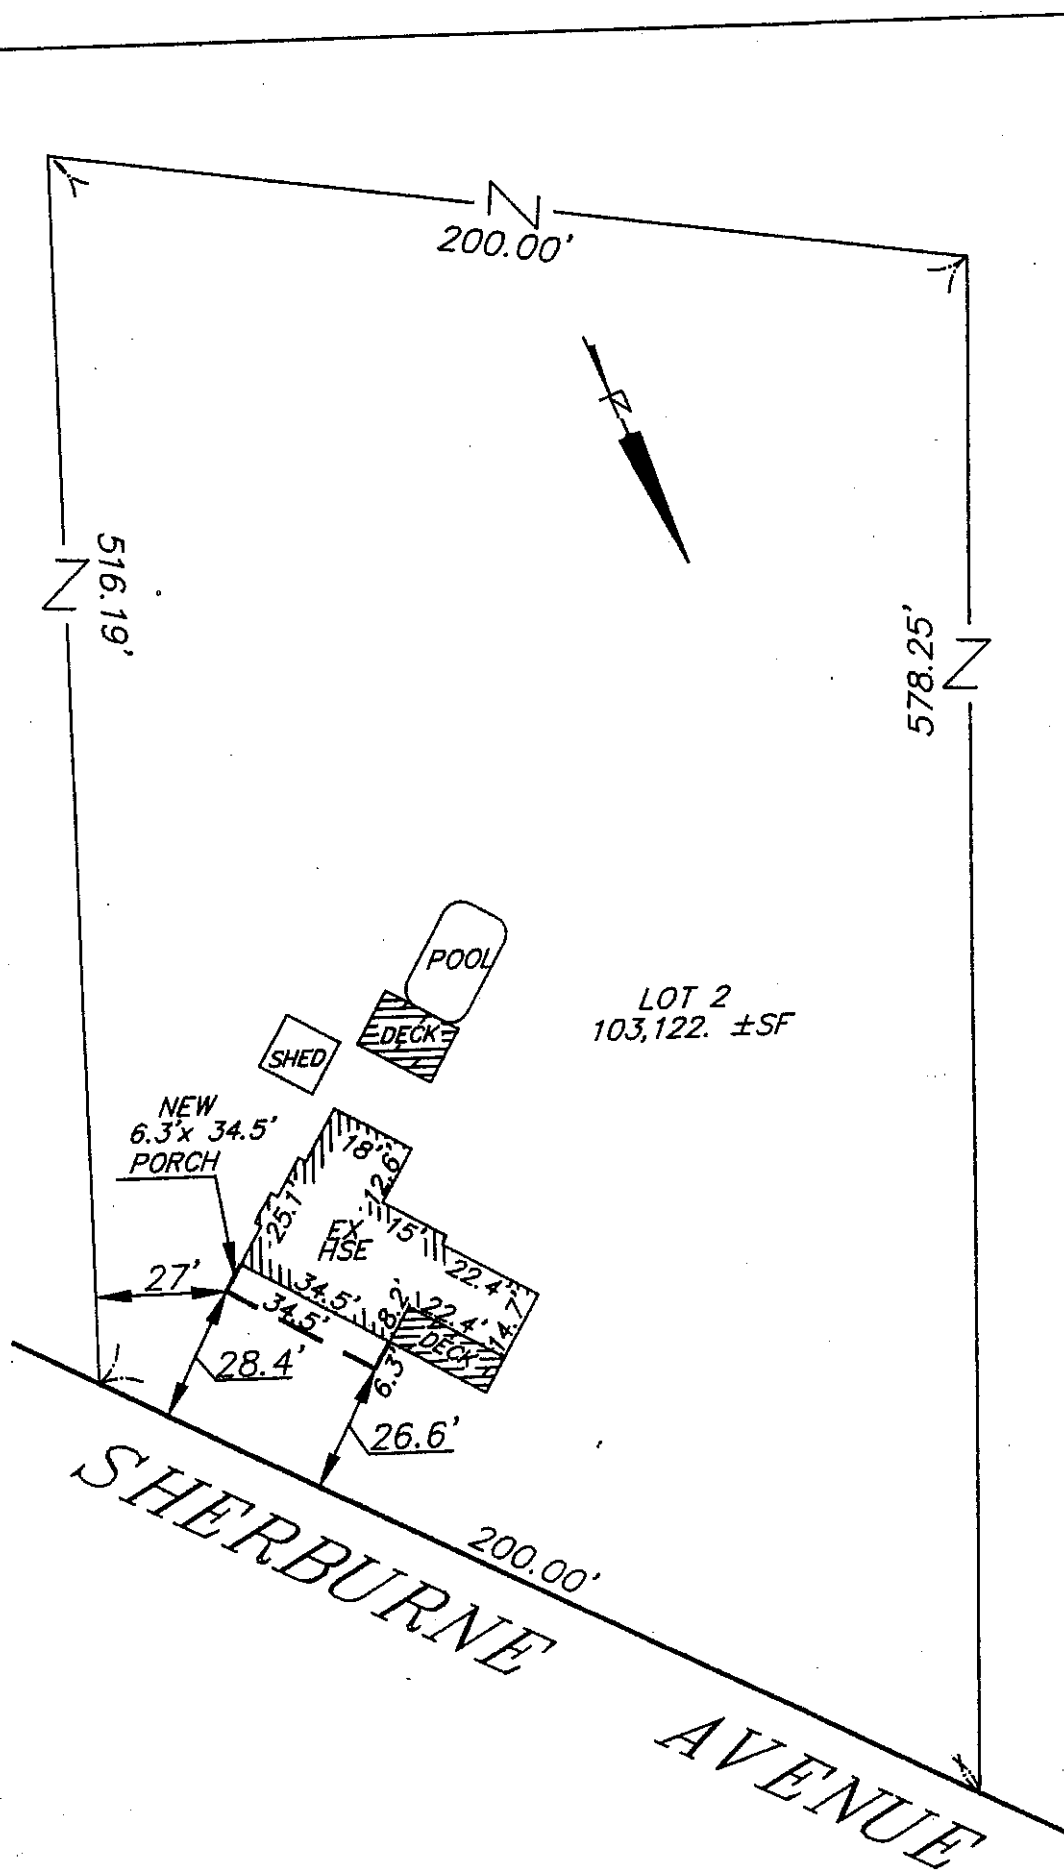 N
200.00'
N
516.19'
N
578.25'
N
POOL
DECK
SHED
LOT 2
103,122. ±SF
NEW
6.3'x 34.5'
PORCH
18'
12.6
25.1'
15'
EX
HSE
22.4'
14.7'
34.5'
8.2'
22.4'
DECK
27'
34.5'
6.3'
28.4'
26.6'
200.00'
SHERBURNE AVENUE